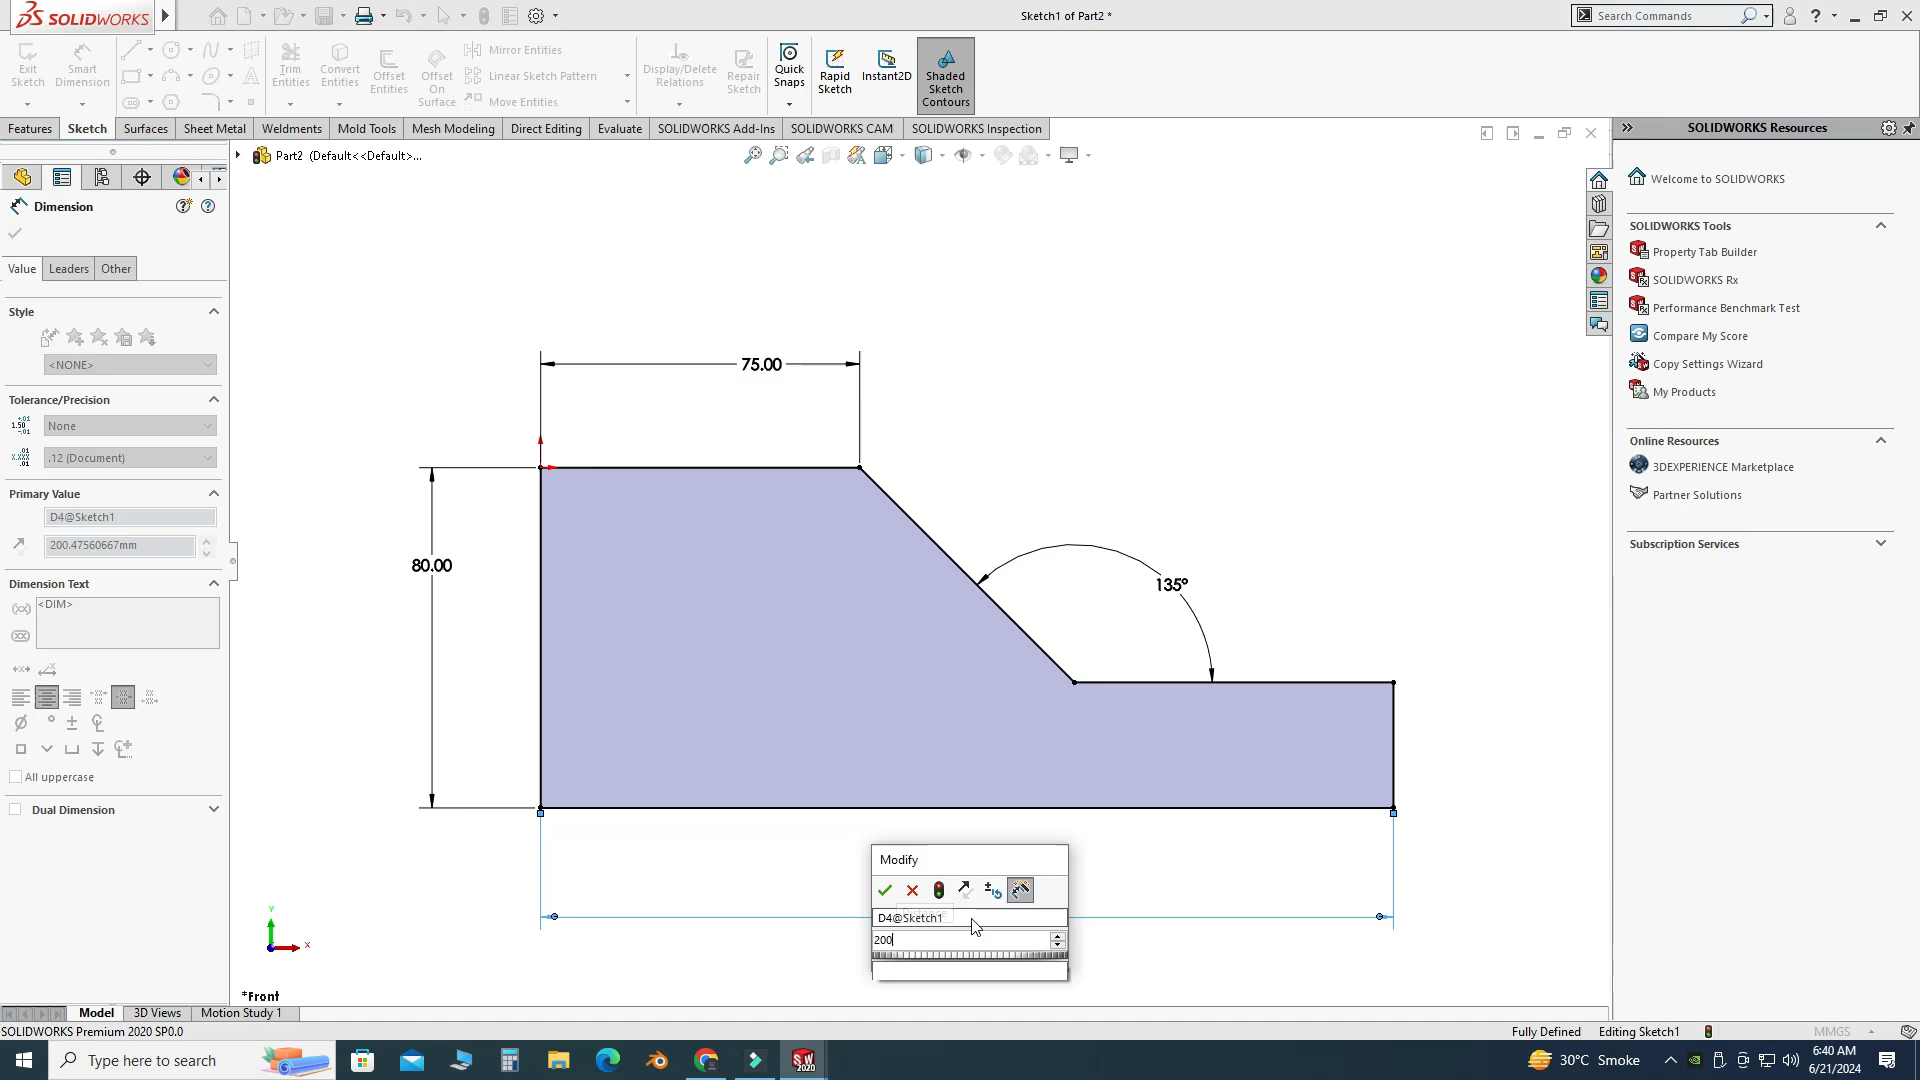 SOLIDWORKS
Sketch1 of Part2 *
Search Commands
Exit Sketch
Smart Dimension
Trim Entities
Convert Entities
Offset Entities
Offset On Surface
Mirror Entities
Linear Sketch Pattern
Move Entities
Display/Delete Relations
Repair Sketch
Quick Snaps
Rapid Sketch
Instant2D
Shaded Sketch Contours
Features
Sketch
Surfaces
Sheet Metal
Weldments
Mold Tools
Mesh Modeling
Direct Editing
Evaluate
SOLIDWORKS Add-Ins
SOLIDWORKS CAM
SOLIDWORKS Inspection
SOLIDWORKS Resources
Part2 (Default<<Default>...
Welcome to SOLIDWORKS
SOLIDWORKS Tools
Property Tab Builder
SOLIDWORKS Rx
Performance Benchmark Test
Compare My Score
Copy Settings Wizard
My Products
Online Resources
3DEXPERIENCE Marketplace
Partner Solutions
Subscription Services
Dimension
Value
Leaders
Other
Style
<NONE>
Tolerance/Precision
None
.12 (Document)
Primary Value
D4@Sketch1
200.47560667mm
Dimension Text
<DIM>
All uppercase
Dual Dimension
75.00
80.00
135°
Modify
D4@Sketch1
200
Y
X
*Front
Model
3D Views
Motion Study 1
SOLIDWORKS Premium 2020 SP0.0
Fully Defined
Editing Sketch1
MMGS
Type here to search
30°C Smoke
6:40 AM
6/21/2024